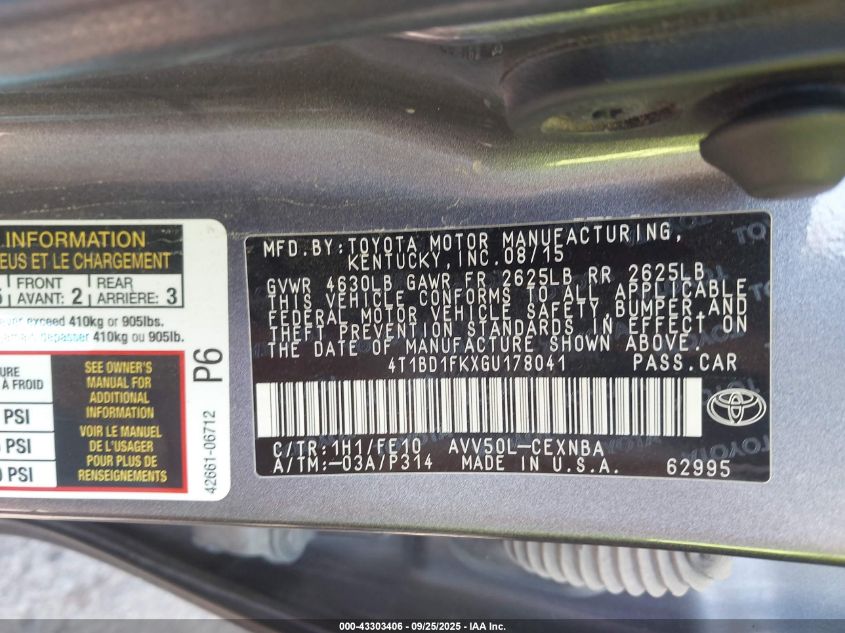 INFORMATION
EUS ET LE CHARGEMENT
FRONT
AVANT: 2
REAR
ARRIÈRE: 3
exceed 410kg or 905lbs.
dépasser 410kg ou 905lb.
URE
À FROID
PSI
PSI
PSI
SEE OWNER'S
MANUAL FOR
ADDITIONAL
INFORMATION
VOIR LE MANUEL
DE L'USAGER
POUR PLUS DE
RENSEIGNEMENTS
P6
42661-06712
MFD.BY:TOYOTA MOTOR MANUFACTURING,
KENTUCKY,INC.08/15
GVWR 4630LB GAWR FR 2625LB RR 2625LB
THIS VEHICLE CONFORMS TO ALL APPLICABLE
FEDERAL MOTOR VEHICLE SAFETY,BUMPER,AND
THEFT PREVENTION STANDARDS IN EFFECT ON
THE DATE OF MANUFACTURE SHOWN ABOVE.
4T1BD1FKXGU178041 PASS.CAR
C/TR:1H1/FE10 AVV50L-CEXNBA
A/TM:-03A/P314 MADE IN U.S.A. 62995
000-43303406 - 09/25/2025 - IAA Inc.